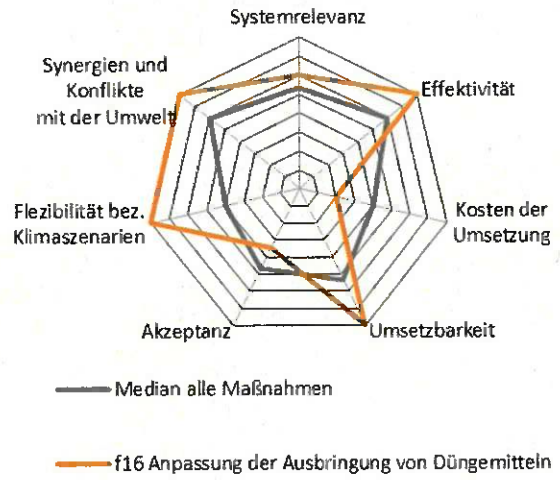 Systemrelevanz
Synergien und
Konflikte
mit der Umwelt
Effektivität
Flezibilität bez.
Klimaszenarien
Kosten der
Umsetzung
Akzeptanz
Umsetzbarkeit
Median alle Maßnahmen
f16 Anpassung der Ausbringung von Düngemitteln